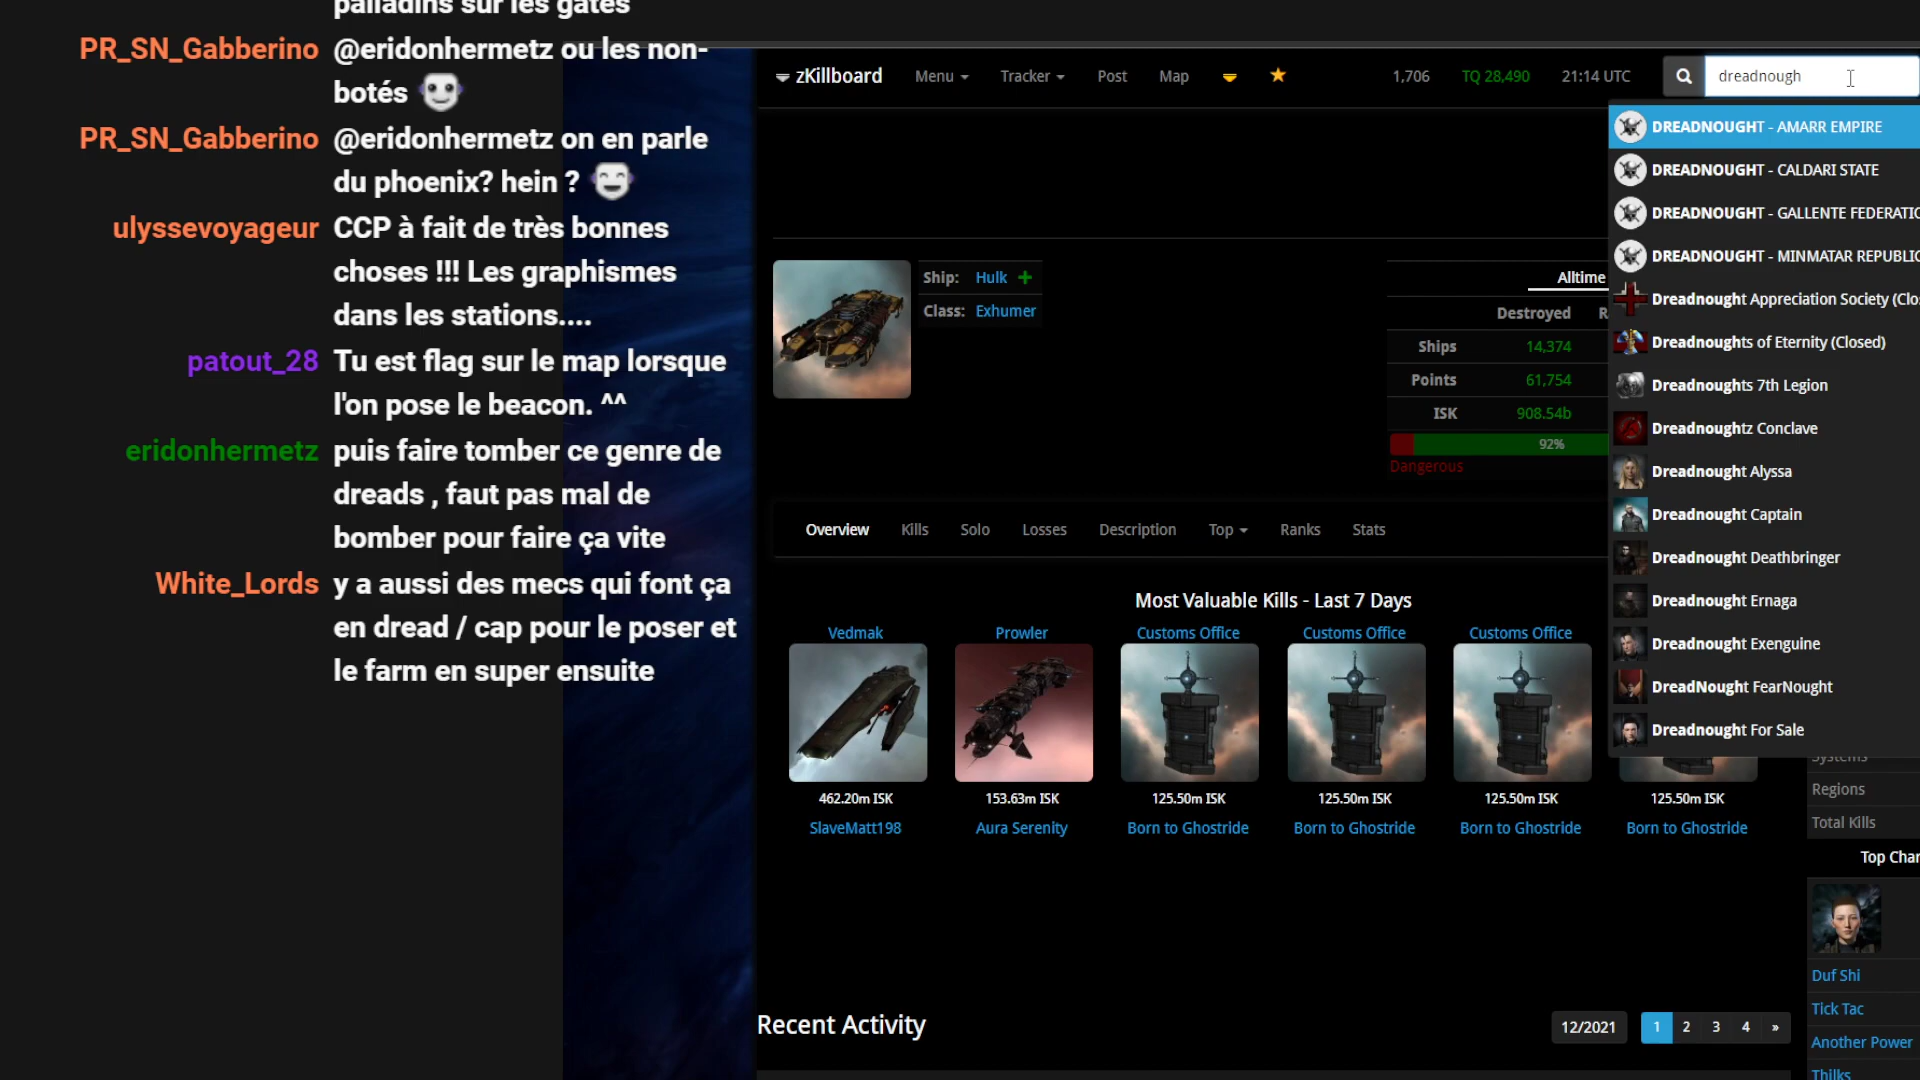 palladins sur les gates
PR_SN_Gabberino @eridonhermetz ou les non-
botés
PR_SN_Gabberino @eridonhermetz on en parle
du phoenix? hein ?
ulyssevoyageur CCP à fait de très bonnes
choses !!! Les graphismes
dans les stations....
patout_28 Tu est flag sur le map lorsque
l'on pose le beacon. ^^
eridonhermetz puis faire tomber ce genre de
dreads , faut pas mal de
bomber pour faire ça vite
White_Lords y a aussi des mecs qui font ça
en dread / cap pour le poser et
le farm en super ensuite
zKillboard Menu Tracker Post Map 1,706 TQ 28,490 21:14 UTC dreadnough
DREADNOUGHT - AMARR EMPIRE
DREADNOUGHT - CALDARI STATE
DREADNOUGHT - GALLENTE FEDERATIO
DREADNOUGHT - MINMATAR REPUBLIC
Dreadnought Appreciation Society (Clo
Dreadnoughts of Eternity (Closed)
Dreadnoughts 7th Legion
Dreadnoughtz Conclave
Dreadnought Alyssa
Dreadnought Captain
Dreadnought Deathbringer
Dreadnought Ernaga
Dreadnought Exenguine
DreadNought FearNought
Dreadnought For Sale
Ship: Hulk
Class: Exhumer
Alltime
Destroyed R
Ships 14,374
Points 61,754
ISK 908.54b
92%
Dangerous
Overview Kills Solo Losses Description Top Ranks Stats
Most Valuable Kills - Last 7 Days
Vedmak Prowler Customs Office Customs Office Customs Office
462.20m ISK 153.63m ISK 125.50m ISK 125.50m ISK 125.50m ISK 125.50m ISK
SlaveMatt198 Aura Serenity Born to Ghostride Born to Ghostride Born to Ghostride Born to Ghostride
Systems
Regions
Total Kills
Top Char
Duf Shi
Tick Tac
Another Power
Thilks
Recent Activity 12/2021 1 2 3 4 »